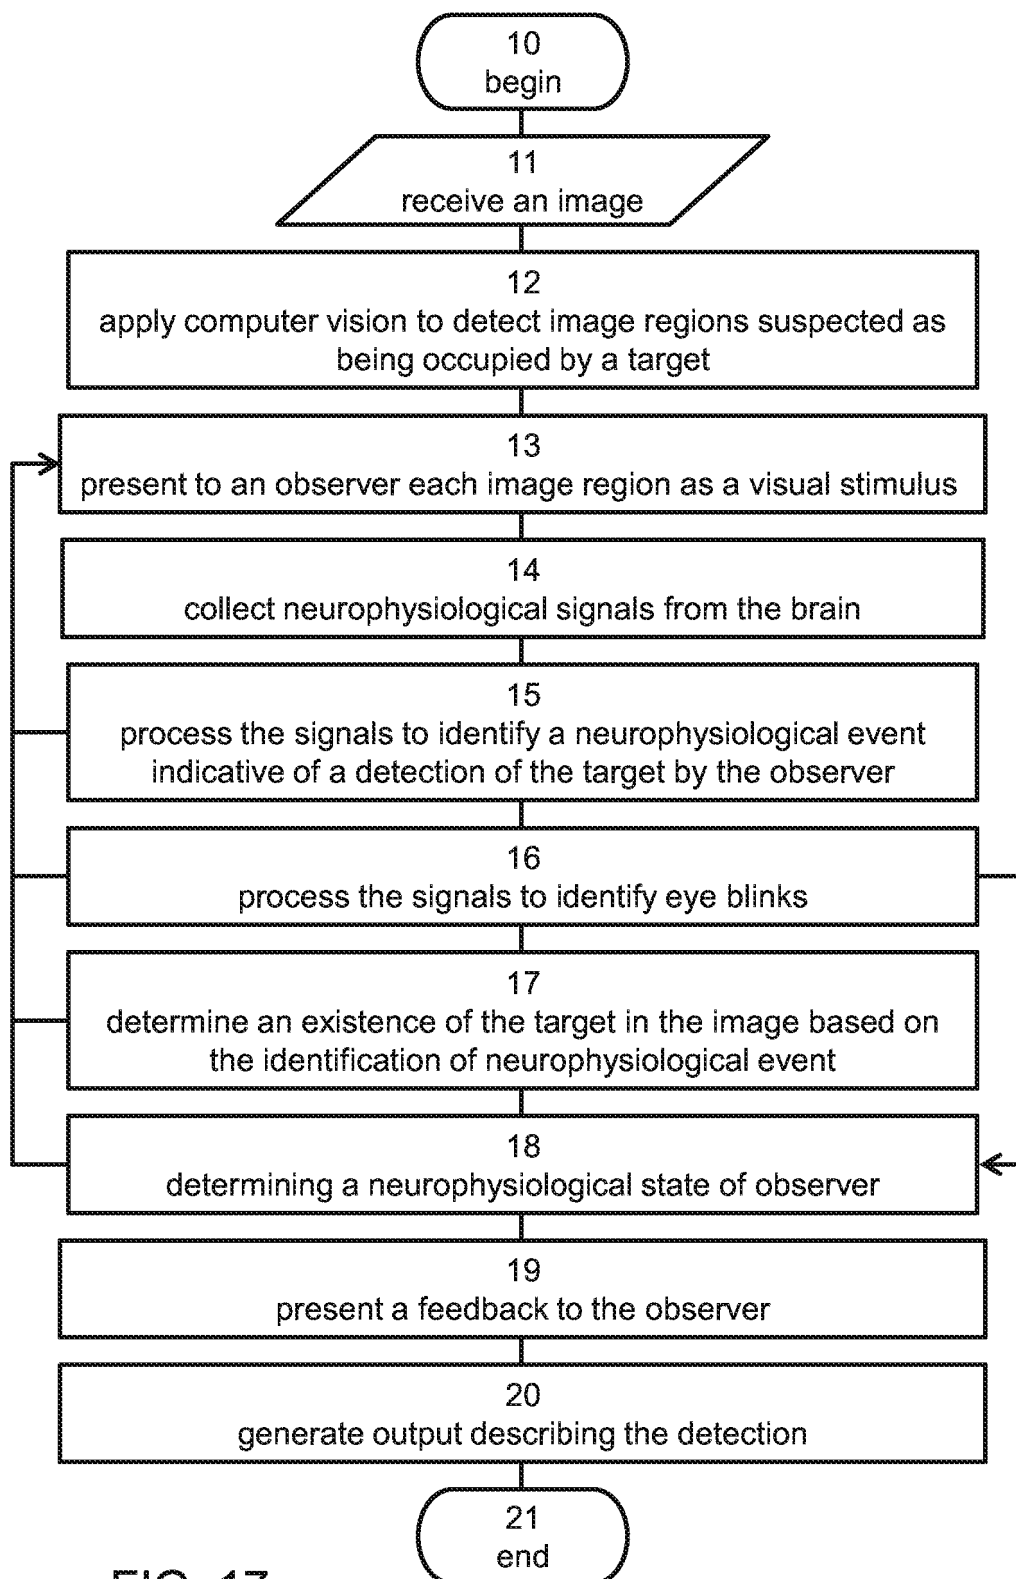 10
begin
11
receive an image
12
apply computer vision to detect image regions suspected as
being occupied by a target
13
present to an observer each image region as a visual stimulus
14
collect neurophysiological signals from the brain
15
process the signals to identify a neurophysiological event
indicative of a detection of the target by the observer
16
process the signals to identify eye blinks
17
determine an existence of the target in the image based on
the identification of neurophysiological event
18
determining a neurophysiological state of observer
19
present a feedback to the observer
20
generate output describing the detection
21
end